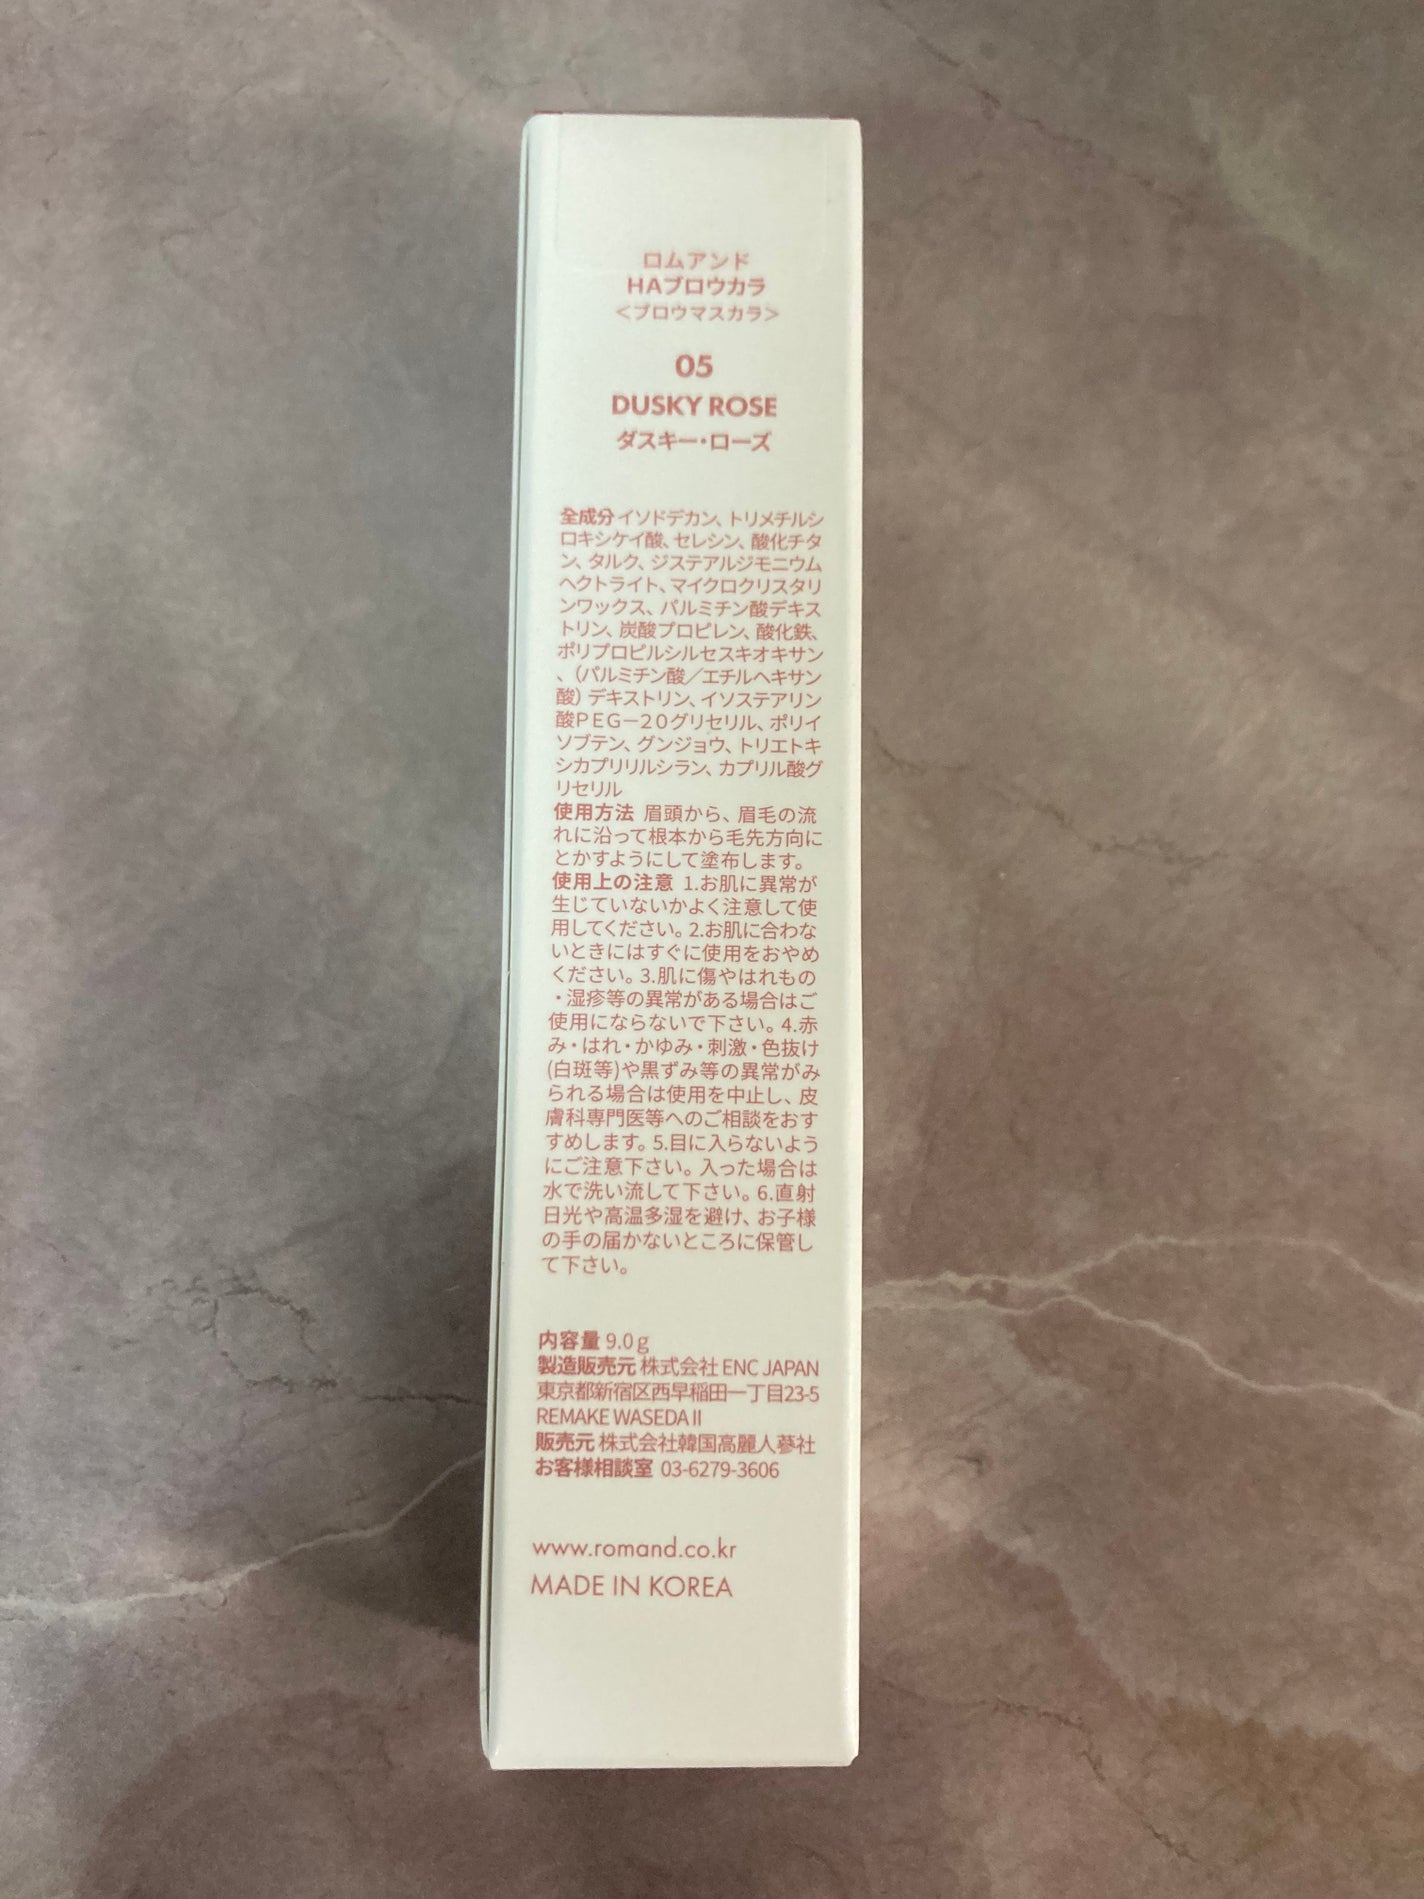 ロムアンド
HAブロウカラ
＜ブロウマスカラ＞
05
DUSKY ROSE
ダスキー・ローズ
全成分 イソドデカン、トリメチルシ
ロキシケイ酸、セレシン、酸化チタ
ン、タルク、ジステアルジモニウム
ヘクトライト、マイクロクリスタリ
ンワックス、パルミチン酸デキス
トリン、炭酸プロピレン、酸化鉄、
ポリプロピルシルセスキオキサン
、（パルミチン酸／エチルヘキサン
酸）デキストリン、イソステアリン
酸ＰＥＧ－２０グリセリル、ポリイ
ソブテン、グンジョウ、トリエトキ
シカプリリルシラン、カプリル酸グ
リセリル
使用方法 眉頭から、眉毛の流
れに沿って根本から毛先方向に
とかすようにして塗布します。
使用上の注意 1.お肌に異常が
生じていないかよく注意して使
用してください。2.お肌に合わな
いときにはすぐに使用をおやめ
ください。3.肌に傷やはれもの
・湿疹等の異常がある場合はご
使用にならないで下さい。4.赤
み・はれ・かゆみ・刺激・色抜け
(白斑等)や黒ずみ等の異常がみ
られる場合は使用を中止し、皮
膚科専門医等へのご相談をおす
すめします。5.目に入らないよう
にご注意下さい。入った場合は
水で洗い流して下さい。6.直射
日光や高温多湿を避け、お子様
の手の届かないところに保管し
て下さい。
内容量 9.0g
製造販売元 株式会社 ENC JAPAN
東京都新宿区西早稲田一丁目23-5
REMAKE WASEDA II
販売元 株式会社韓国高麗人蔘社
お客様相談室 03-6279-3606
www.romand.co.kr
MADE IN KOREA